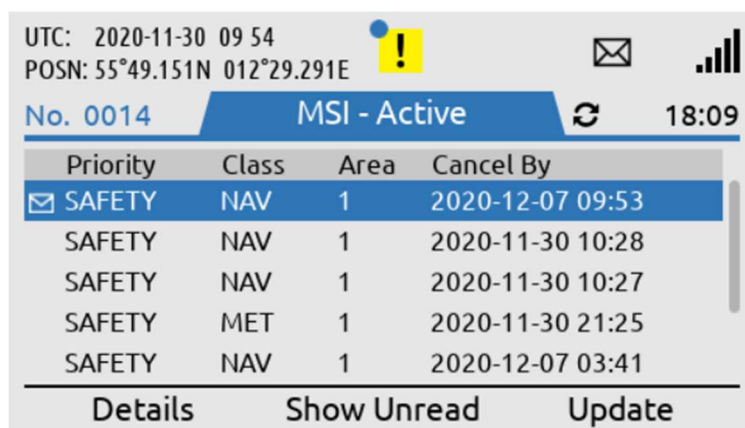 UTC: 2020-11-30 09 54
POSN: 55°49.151N 012°29.291E
!
No. 0014 MSI - Active 18:09
Priority Class Area Cancel By
SAFETY NAV 1 2020-12-07 09:53
SAFETY NAV 1 2020-11-30 10:28
SAFETY NAV 1 2020-11-30 10:27
SAFETY MET 1 2020-11-30 21:25
SAFETY NAV 1 2020-12-07 03:41
Details Show Unread Update